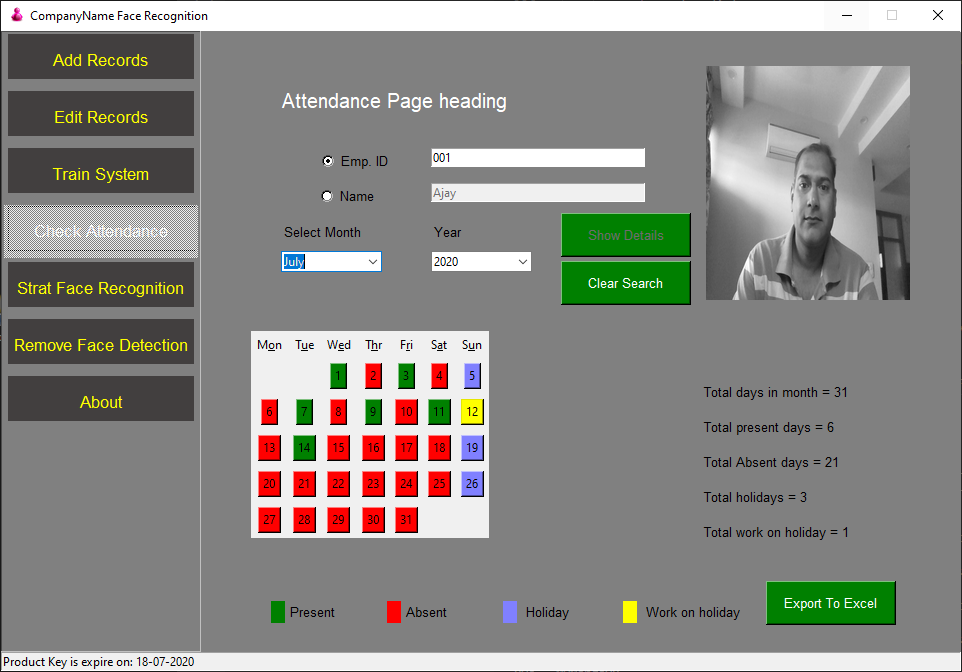 CompanyName Face Recognition
Add Records
Edit Records
Train System
Check Attendance
Strat Face Recognition
Remove Face Detection
About
Attendance Page heading
Emp. ID 001
Name Ajay
Select Month Year
July 2020
Show Details
Clear Search
Mon Tue Wed Thr Fri Sat Sun
1 2 3 4 5
6 7 8 9 10 11 12
13 14 15 16 17 18 19
20 21 22 23 24 25 26
27 28 29 30 31
Total days in month = 31
Total present days = 6
Total Absent days = 21
Total holidays = 3
Total work on holiday = 1
Present Absent Holiday Work on holiday
Export To Excel
Product Key is expire on: 18-07-2020